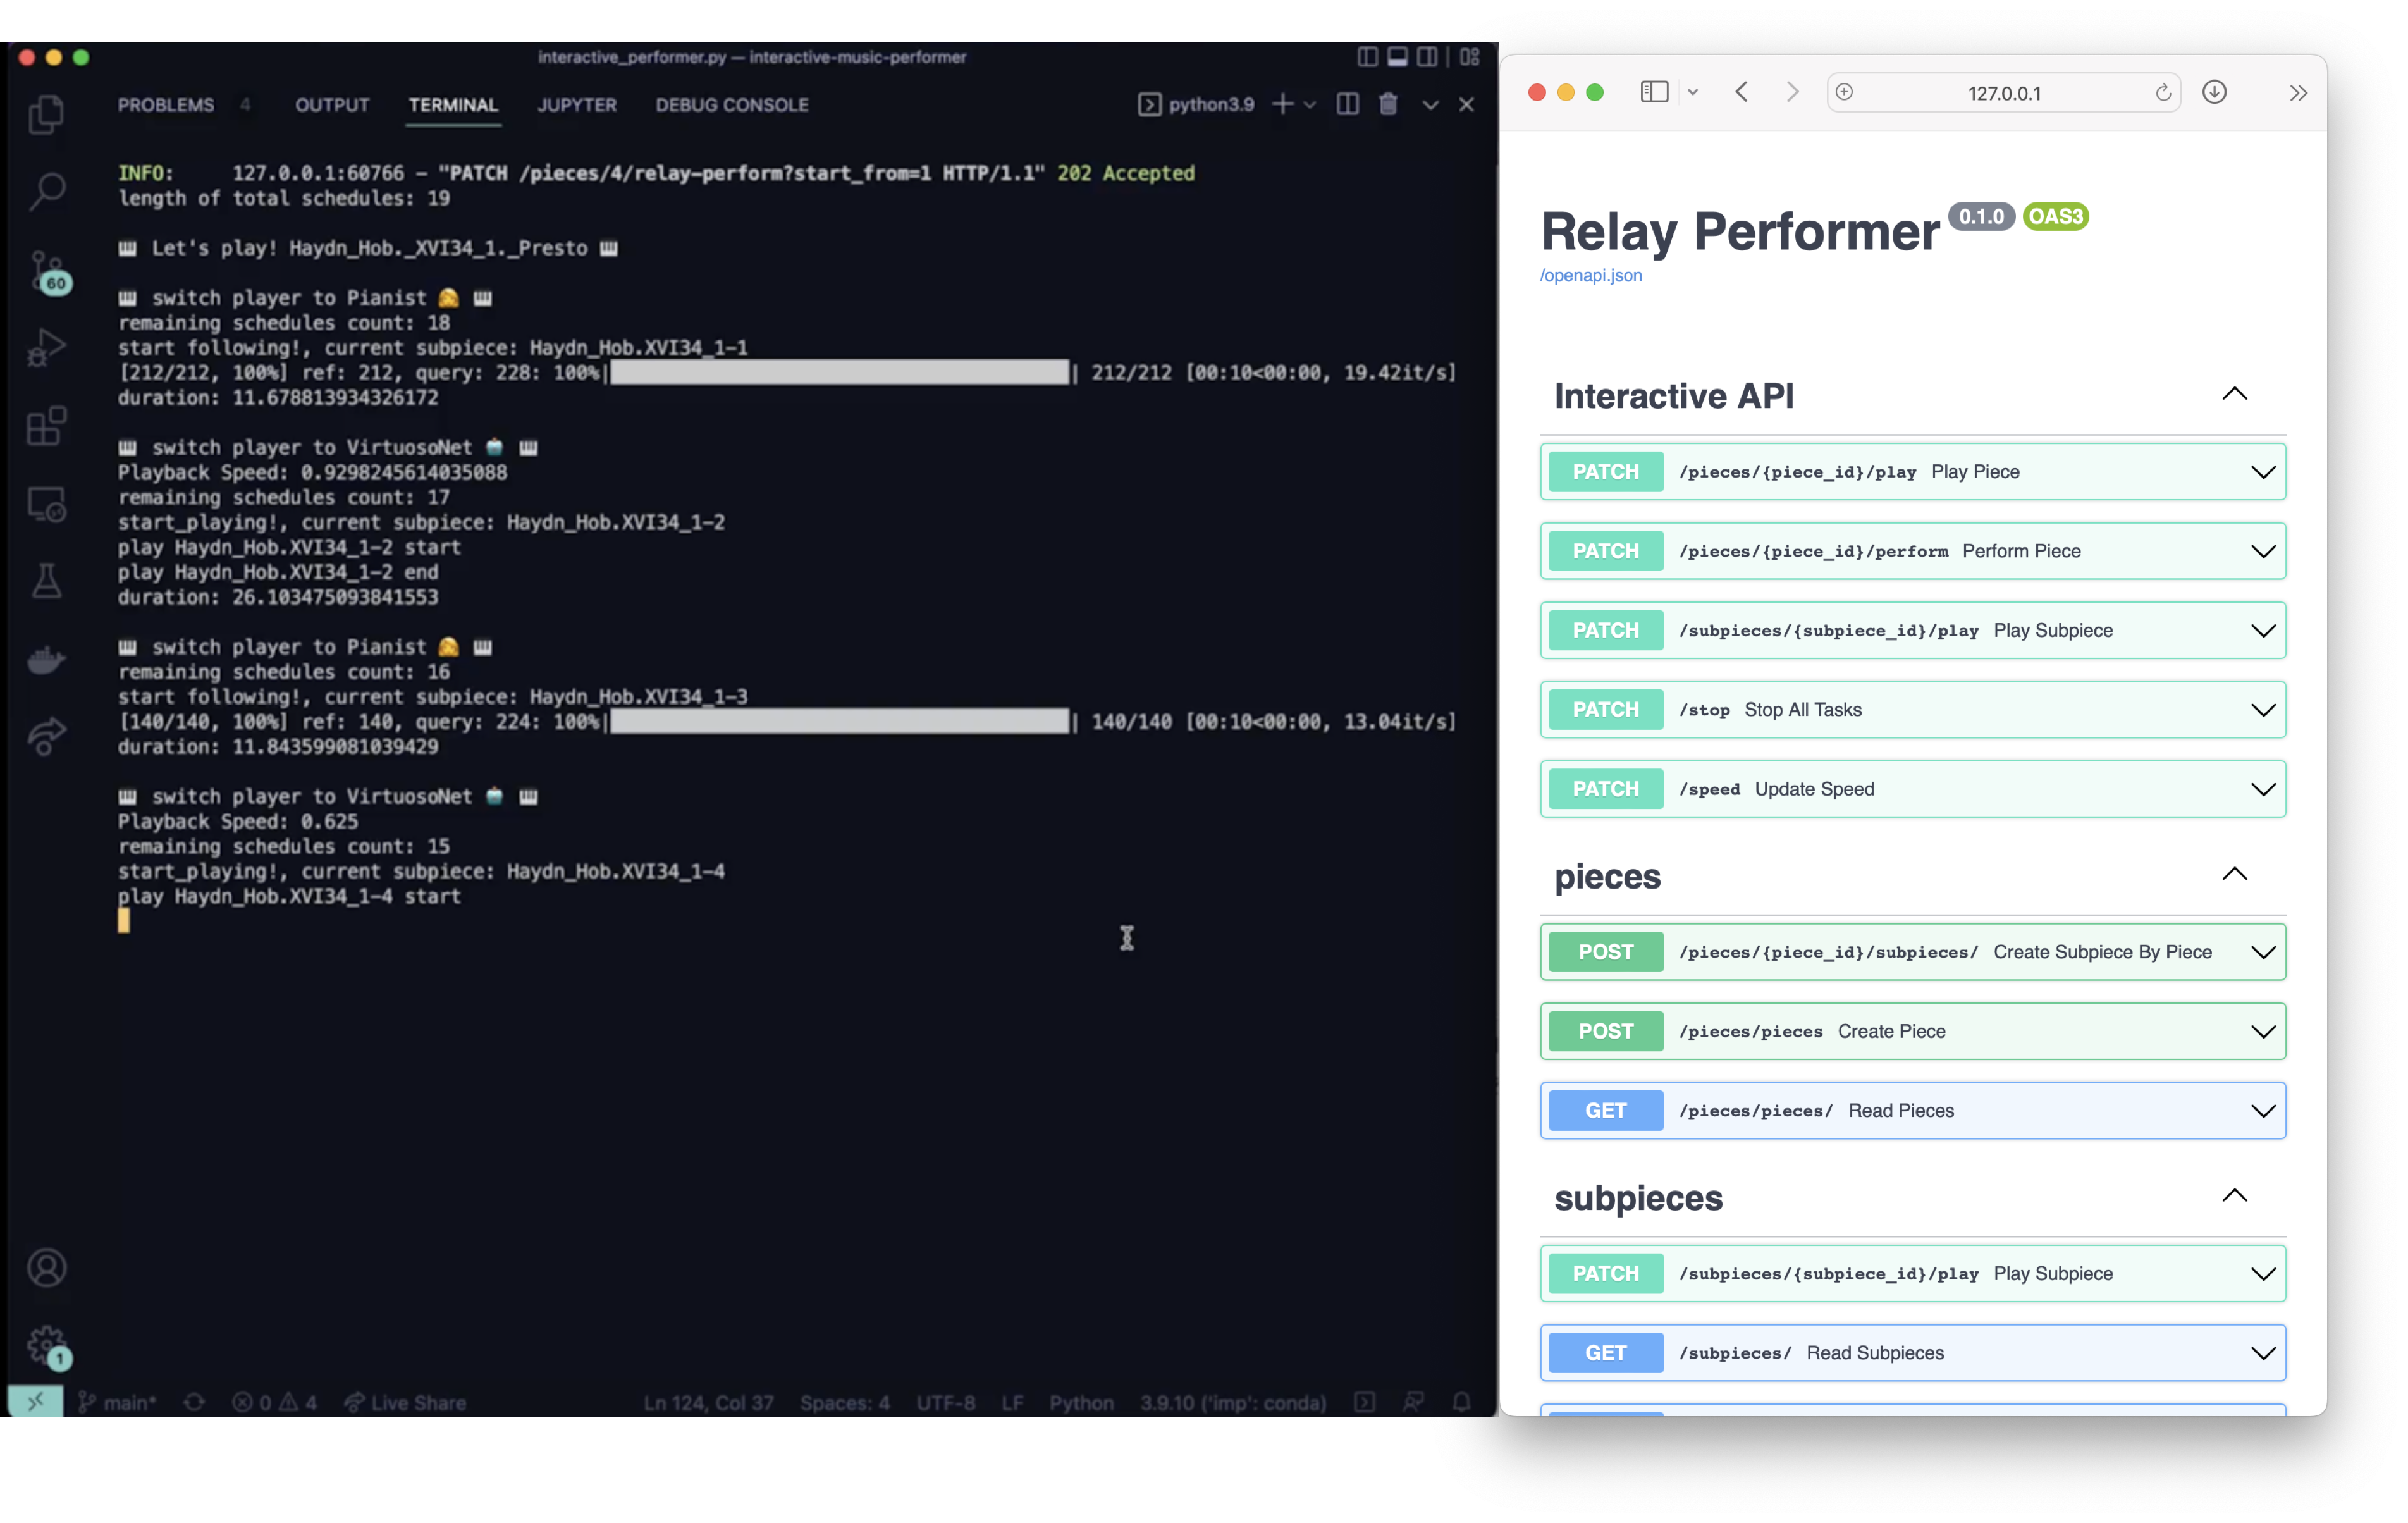 interactive_performer.py — interactive-music-performer
PROBLEMS 4 OUTPUT TERMINAL JUPYTER DEBUG CONSOLE python3.9
INFO: 127.0.0.1:60766 - "PATCH /pieces/4/relay-perform?start_from=1 HTTP/1.1" 202 Accepted
length of total schedules: 19
🎹 Let's play! Haydn_Hob._XVI34_1._Presto 🎹
🎹 switch player to Pianist 🎹
remaining schedules count: 18
start following!, current subpiece: Haydn_Hob.XVI34_1-1
[212/212, 100%] ref: 212, query: 228: 100%| | 212/212 [00:10<00:00, 19.42it/s]
duration: 11.678813934326172
🎹 switch player to VirtuosoNet 🤖 🎹
Playback Speed: 0.9298245614035088
remaining schedules count: 17
start_playing!, current subpiece: Haydn_Hob.XVI34_1-2
play Haydn_Hob.XVI34_1-2 start
play Haydn_Hob.XVI34_1-2 end
duration: 26.103475093841553
🎹 switch player to Pianist 🎹
remaining schedules count: 16
start following!, current subpiece: Haydn_Hob.XVI34_1-3
[140/140, 100%] ref: 140, query: 224: 100%| | 140/140 [00:10<00:00, 13.04it/s]
duration: 11.843599081039429
🎹 switch player to VirtuosoNet 🤖 🎹
Playback Speed: 0.625
remaining schedules count: 15
start_playing!, current subpiece: Haydn_Hob.XVI34_1-4
play Haydn_Hob.XVI34_1-4 start
60
1
main* 0 4 Live Share Ln 124, Col 37 Spaces: 4 UTF-8 LF Python 3.9.10 ('imp': conda)
127.0.0.1
Relay Performer 0.1.0 OAS3
/openapi.json
Interactive API
PATCH /pieces/{piece_id}/play Play Piece
PATCH /pieces/{piece_id}/perform Perform Piece
PATCH /subpieces/{subpiece_id}/play Play Subpiece
PATCH /stop Stop All Tasks
PATCH /speed Update Speed
pieces
POST /pieces/{piece_id}/subpieces/ Create Subpiece By Piece
POST /pieces/pieces Create Piece
GET /pieces/pieces/ Read Pieces
subpieces
PATCH /subpieces/{subpiece_id}/play Play Subpiece
GET /subpieces/ Read Subpieces